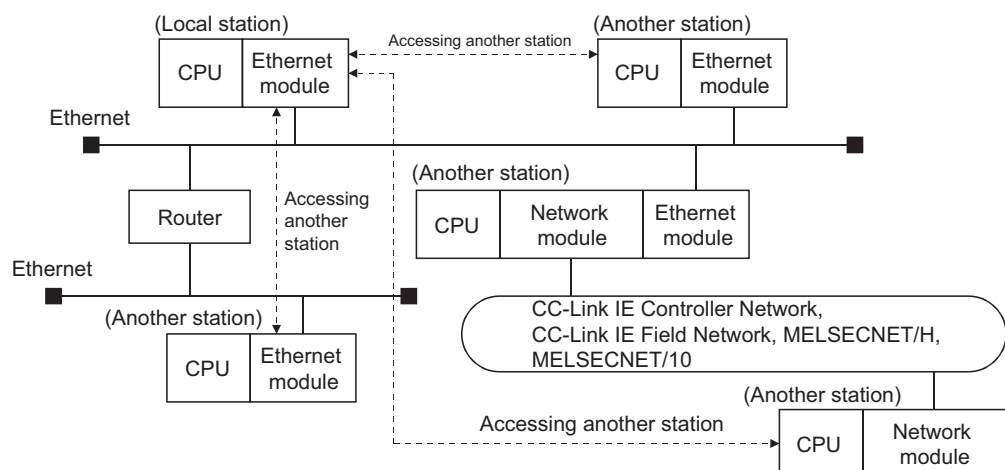 (Local station)
(Another station)
Accessing another station
CPU
Ethernet
module
CPU
Ethernet
module
Ethernet
(Another station)
Accessing
another
station
Router
CPU
Network
module
Ethernet
module
Ethernet
(Another station)
CPU
Ethernet
module
CC-Link IE Controller Network,
CC-Link IE Field Network, MELSECNET/H,
MELSECNET/10
(Another station)
Accessing another station
CPU
Network
module